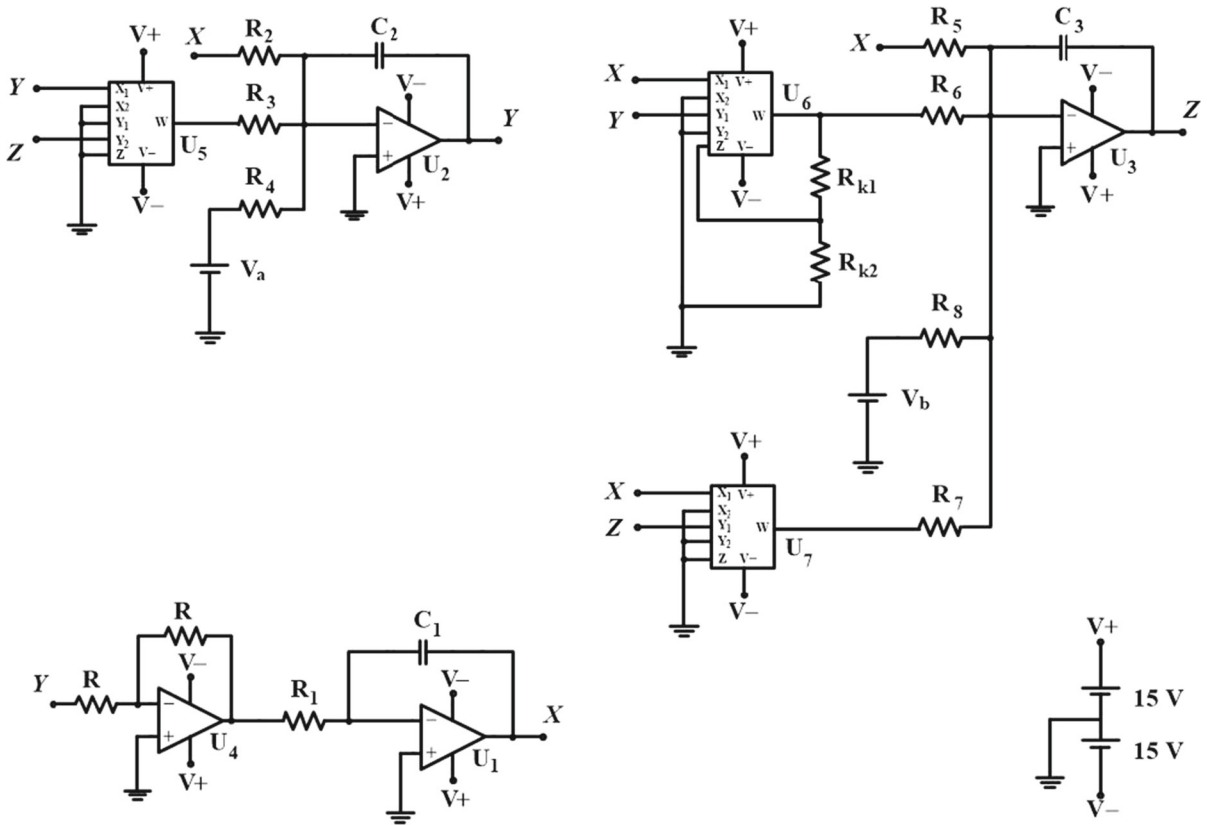 V+
X
R2
C2
Y
X1 V+
X2
Y1 W
Y2
Z V−
U5
V−
Z
R3
V−
−
+
U2
V+
Y
R4
Va
V+
X
X1 V+
X2
Y1 W
Y2
Z V−
U6
Y
V−
X
R5
C3
R6
V−
−
+
U3
V+
Z
Rk1
Rk2
R8
Vb
V+
X
X1 V+
X2
Y1 W
Y2
Z V−
U7
Z
V−
R7
R
Y
R
V−
−
+
U4
V+
R1
C1
V−
−
+
U1
V+
X
V+
15 V
15 V
V−